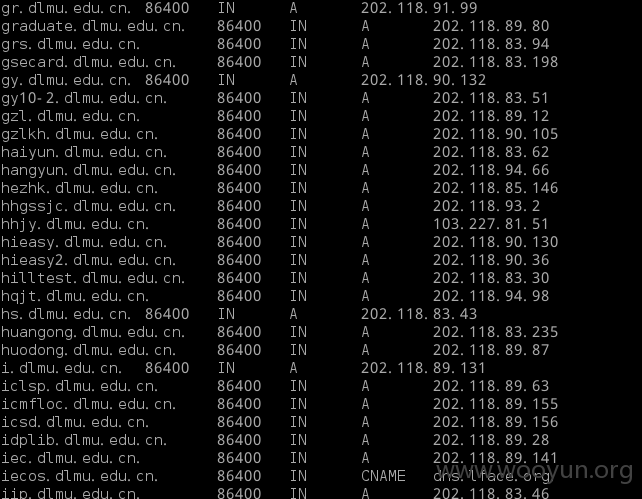 gr.dlmu.edu.cn. 86400 IN A 202.118.91.99
graduate.dlmu.edu.cn. 86400 IN A 202.118.89.80
grs.dlmu.edu.cn. 86400 IN A 202.118.83.94
gsecard.dlmu.edu.cn. 86400 IN A 202.118.83.198
gy.dlmu.edu.cn. 86400 IN A 202.118.90.132
gy10-2.dlmu.edu.cn. 86400 IN A 202.118.83.51
gzl.dlmu.edu.cn. 86400 IN A 202.118.89.12
gzlkh.dlmu.edu.cn. 86400 IN A 202.118.90.105
haiyun.dlmu.edu.cn. 86400 IN A 202.118.83.62
hangyun.dlmu.edu.cn. 86400 IN A 202.118.94.66
hezhk.dlmu.edu.cn. 86400 IN A 202.118.85.146
hhgssjc.dlmu.edu.cn. 86400 IN A 202.118.93.2
hhjy.dlmu.edu.cn. 86400 IN A 103.227.81.51
hieasy.dlmu.edu.cn. 86400 IN A 202.118.90.130
hieasy2.dlmu.edu.cn. 86400 IN A 202.118.90.36
hilltest.dlmu.edu.cn. 86400 IN A 202.118.83.30
hqjt.dlmu.edu.cn. 86400 IN A 202.118.94.98
hs.dlmu.edu.cn. 86400 IN A 202.118.83.43
huangong.dlmu.edu.cn. 86400 IN A 202.118.83.235
huodong.dlmu.edu.cn. 86400 IN A 202.118.89.87
i.dlmu.edu.cn. 86400 IN A 202.118.89.131
iclsp.dlmu.edu.cn. 86400 IN A 202.118.89.63
icmfloc.dlmu.edu.cn. 86400 IN A 202.118.89.155
icsd.dlmu.edu.cn. 86400 IN A 202.118.89.156
idplib.dlmu.edu.cn. 86400 IN A 202.118.89.28
iec.dlmu.edu.cn. 86400 IN A 202.118.89.141
iecos.dlmu.edu.cn. 86400 IN CNAME dns.lface.org
iip.dlmu.edu.cn. 86400 IN A 202.118.83.46
www.wooyun.org